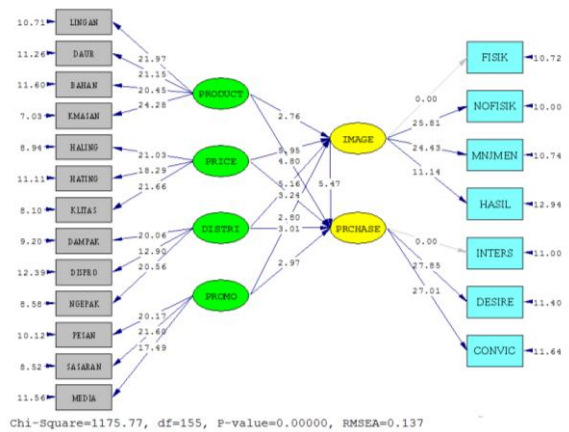 10.71 LINGAN
11.26 DAUR
11.60 BAHAN
7.03 KMASAN
8.94 HALING
11.11 HATING
8.10 KLITAS
9.20 DAMPAK
12.39 DISPRO
8.58 NGEPAK
10.12 PESAN
8.52 SASARAN
11.56 MEDIA
21.97
21.15
20.45
24.28
21.03
18.29
21.66
20.06
12.90
20.56
20.17
21.60
17.49
PRODUCT
PRICE
DISTRI
PROMO
2.76
4.80
5.16
3.24
2.80
3.01
2.97
5.47
IMAGE
PRCHASE
0.00
25.81
24.43
11.14
0.00
27.85
27.01
FISIK 10.72
NOFISIK 10.00
MNJMEN 10.74
HASIL 12.94
INTERS 11.00
DESIRE 11.40
CONVIC 11.64
Chi-Square=1175.77, df=155, P-value=0.00000, RMSEA=0.137